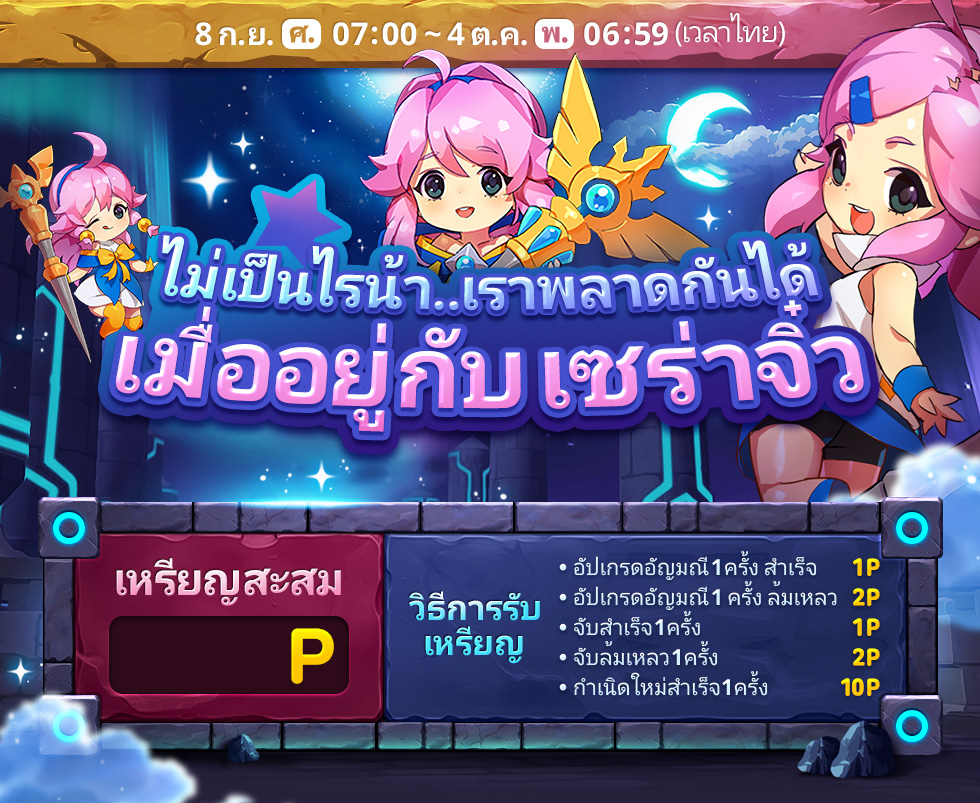 8 ก.ย. ศ. 07:00 ~ 4 ต.ค. พ. 06:59 (เวลาไทย)
ไม่เป็นไรน้า..เราพลาดกันได้
เมื่ออยู่กับ เซร่าจิ๋ว
เหรียญสะสม
P
วิธีการรับ
เหรียญ
• อัปเกรดอัญมณี 1ครั้ง สำเร็จ 1P
• อัปเกรดอัญมณี 1 ครั้ง ล้มเหลว 2P
• จับสำเร็จ1ครั้ง 1P
• จับล้มเหลว1ครั้ง 2P
• กำเนิดใหม่สำเร็จ1ครั้ง 10P